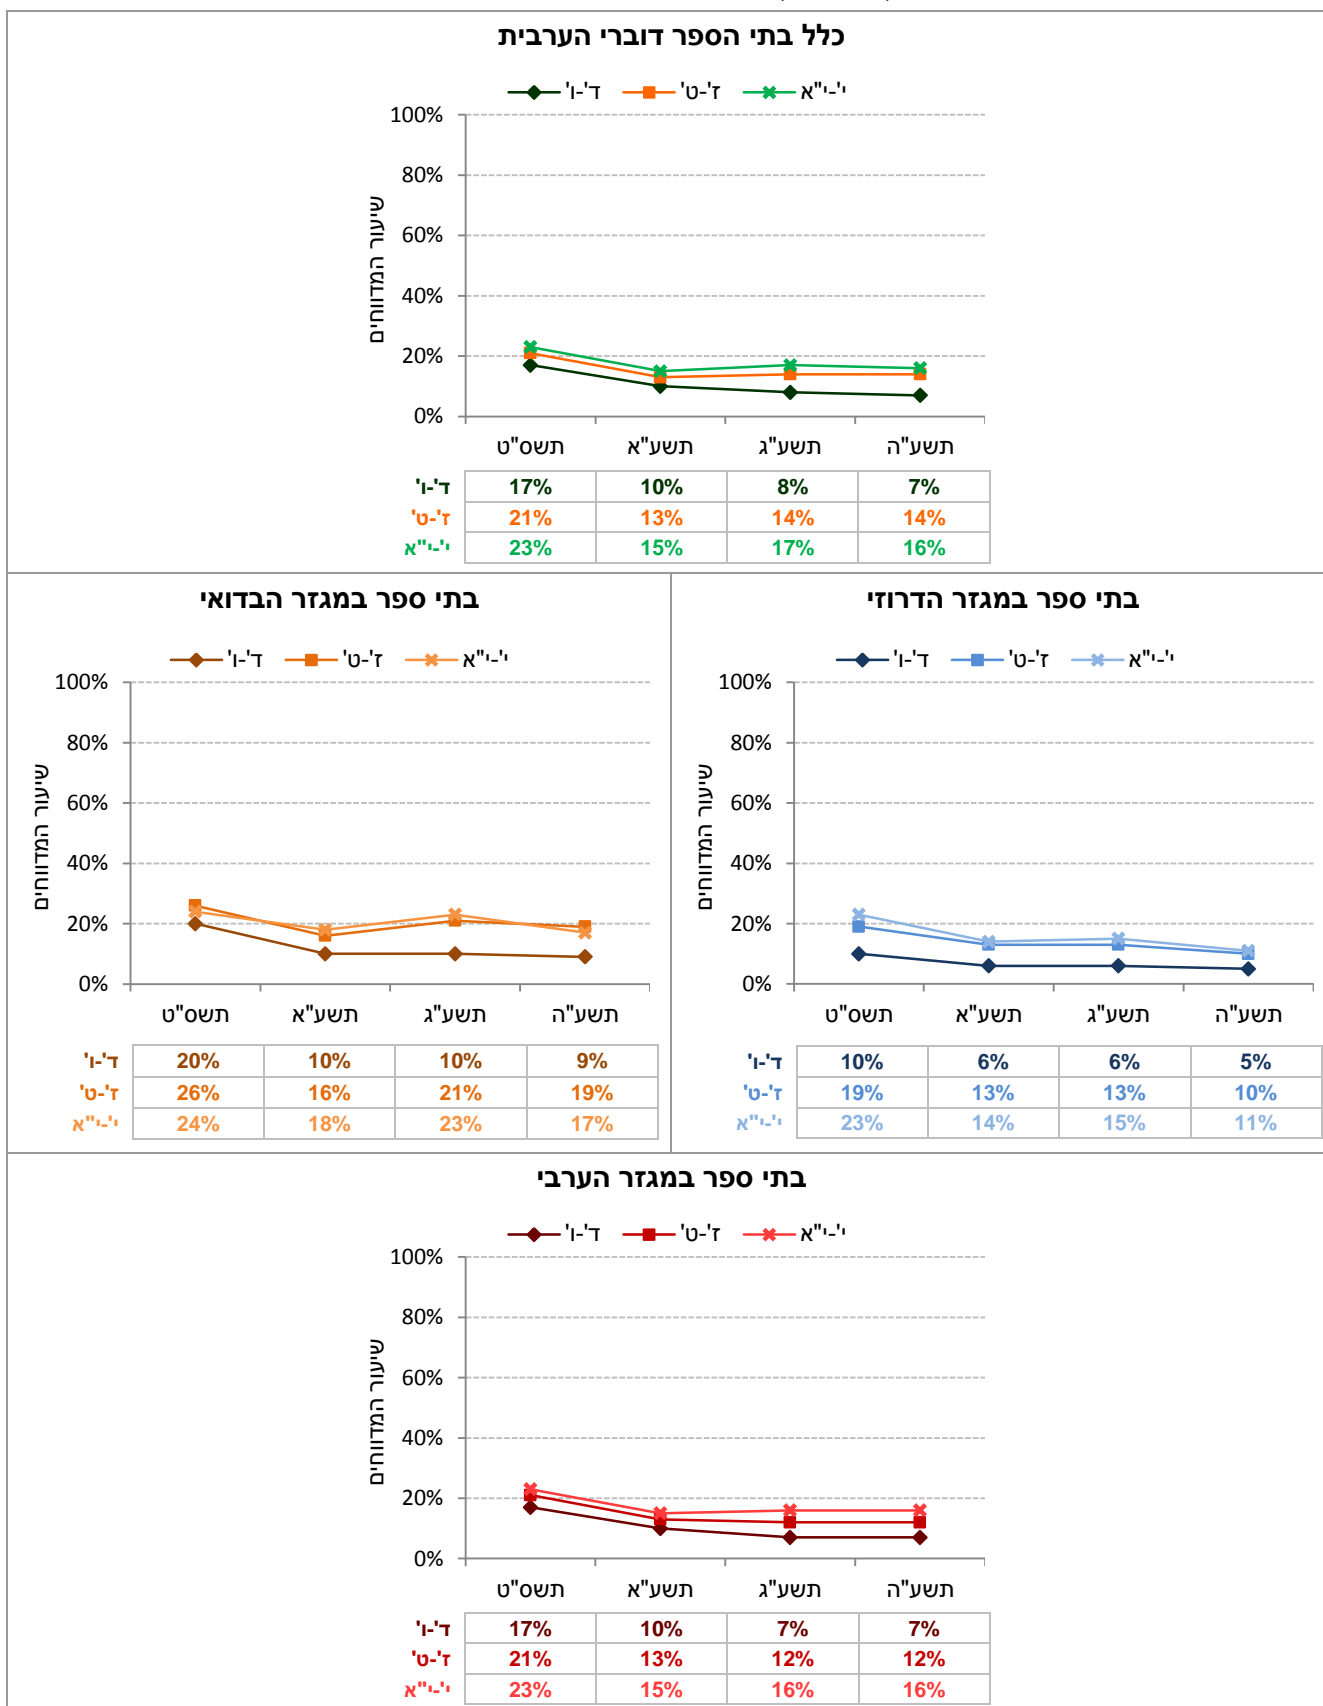 כלל בתי הספר דוברי הערבית
ד'-ו' ז'-ט' י'-י"א
שיעור המדווחים
100%
80%
60%
40%
20%
0%
תשס"ט תשע"א תשע"ג תשע"ה
ד'-ו' 17% 10% 8% 7%
ז'-ט' 21% 13% 14% 14%
י'-י"א 23% 15% 17% 16%
בתי ספר במגזר הבדואי
ד'-ו' ז'-ט' י'-י"א
שיעור המדווחים
100%
80%
60%
40%
20%
0%
תשס"ט תשע"א תשע"ג תשע"ה
ד'-ו' 20% 10% 10% 9%
ז'-ט' 26% 16% 21% 19%
י'-י"א 24% 18% 23% 17%
בתי ספר במגזר הדרוזי
ד'-ו' ז'-ט' י'-י"א
שיעור המדווחים
100%
80%
60%
40%
20%
0%
תשס"ט תשע"א תשע"ג תשע"ה
ד'-ו' 10% 6% 6% 5%
ז'-ט' 19% 13% 13% 10%
י'-י"א 23% 14% 15% 11%
בתי ספר במגזר הערבי
ד'-ו' ז'-ט' י'-י"א
שיעור המדווחים
100%
80%
60%
40%
20%
0%
תשס"ט תשע"א תשע"ג תשע"ה
ד'-ו' 17% 10% 7% 7%
ז'-ט' 21% 13% 12% 12%
י'-י"א 23% 15% 16% 16%